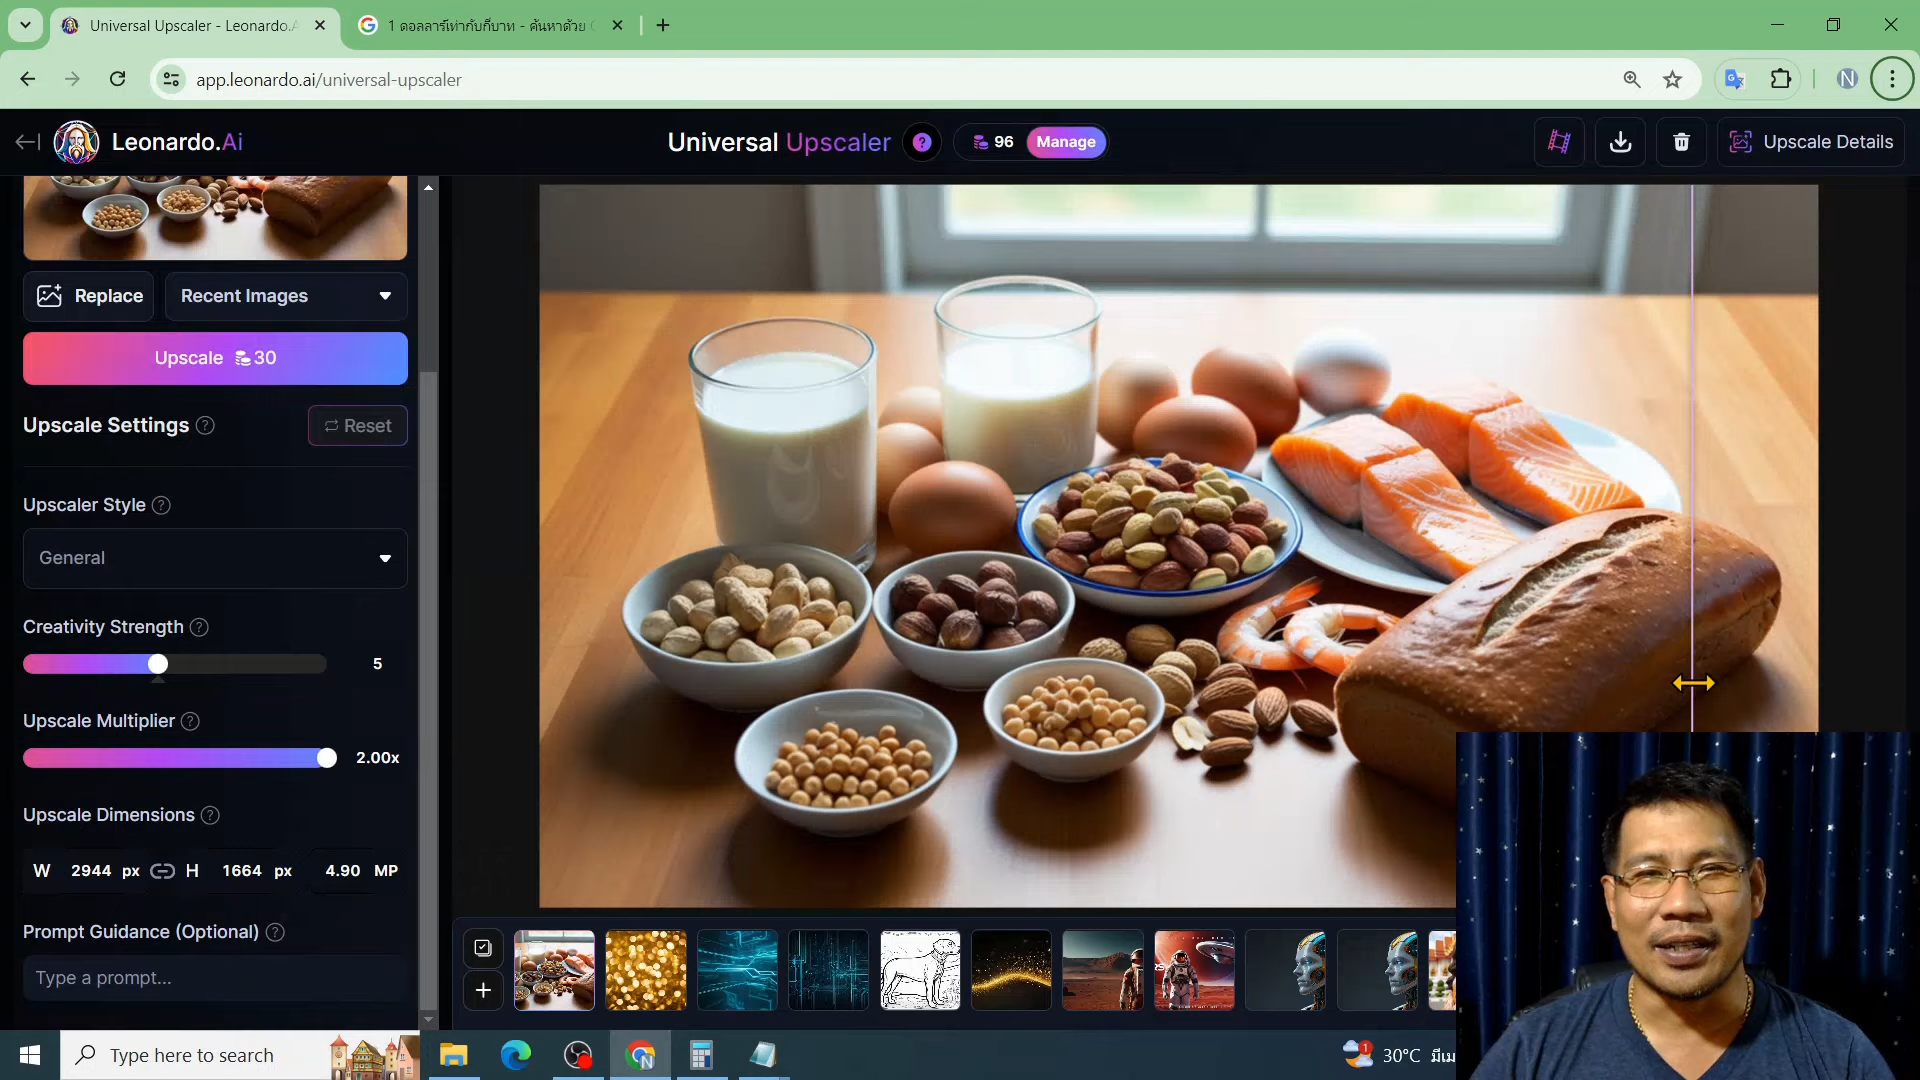 Universal Upscaler - Leonardo.A
1 ดอลลาร์เท่ากับกี่บาท - ค้นหาด้วย
app.leonardo.ai/universal-upscaler
N
Leonardo.Ai
Universal Upscaler
?
96
Manage
Upscale Details
Replace
Recent Images
Upscale 30
Upscale Settings ?
Reset
Upscaler Style ?
General
Creativity Strength ?
5
Upscale Multiplier ?
2.00x
Upscale Dimensions ?
W 2944 px H 1664 px 4.90 MP
Prompt Guidance (Optional) ?
Type a prompt...
Type here to search
N
1
30°C